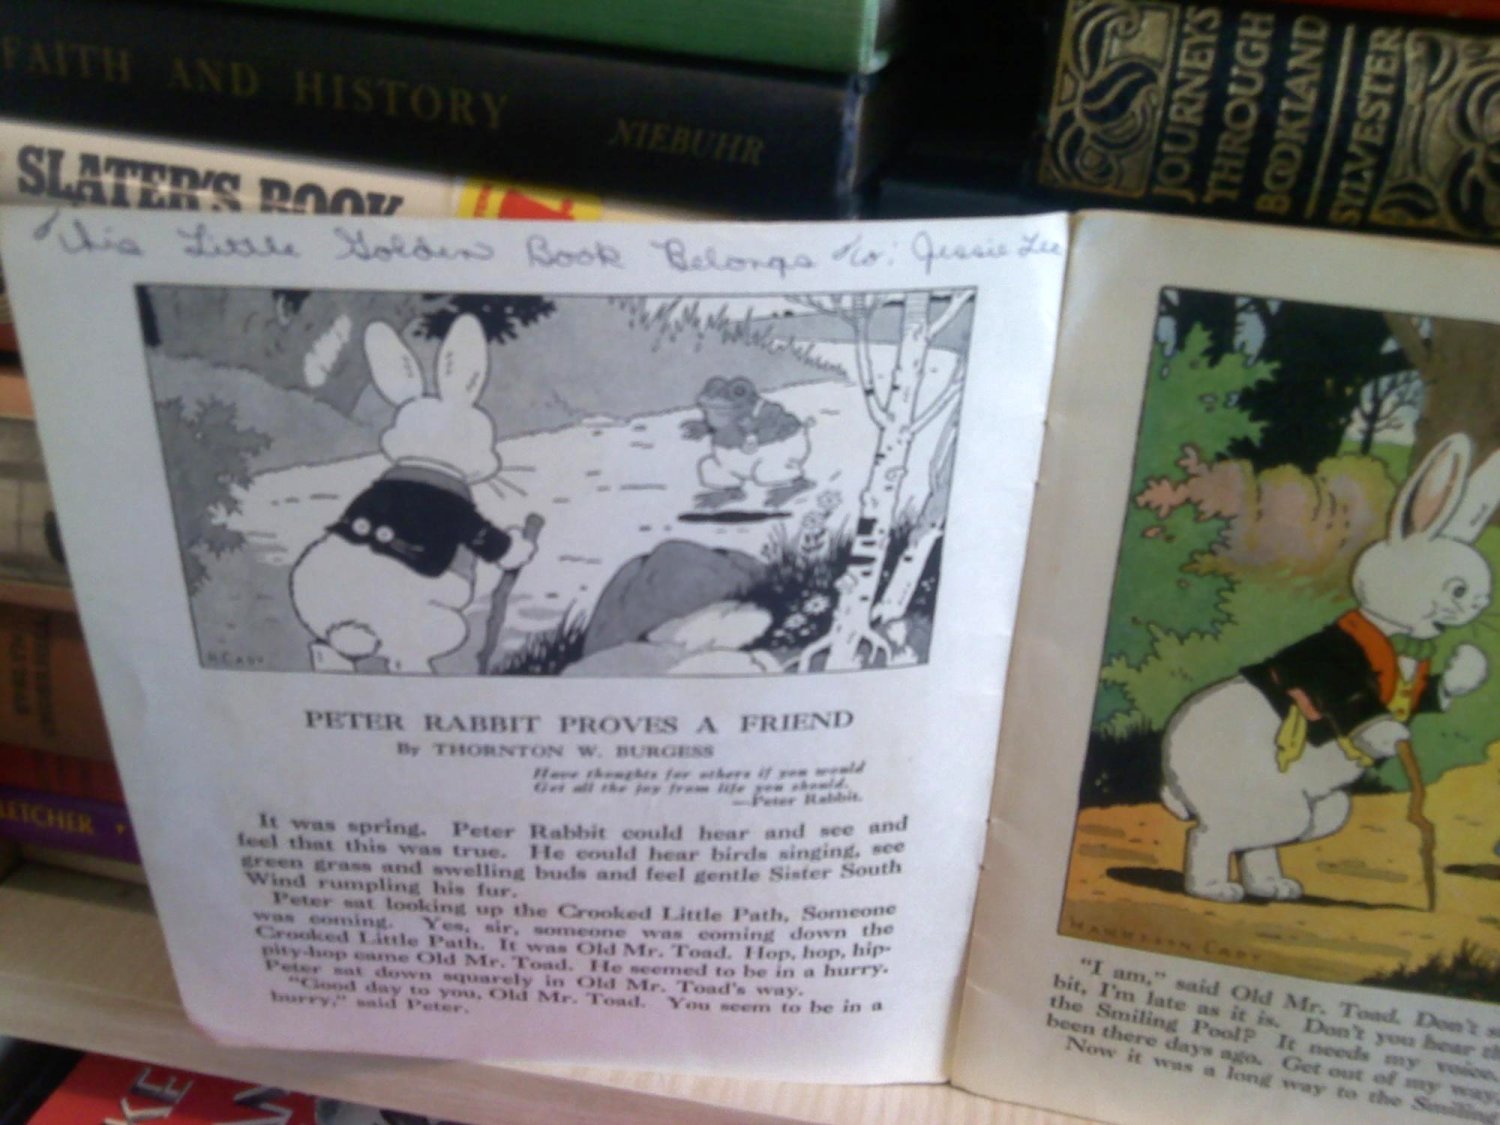 FAITH AND HISTORY NIEBUHR
SLATER'S BOOK
JOURNEYS
THROUGH
BOOKLAND
SYLVESTER
This Little Golden Book Belongs To: Jessie Lee
H CADY
PETER RABBIT PROVES A FRIEND
By THORNTON W. BURGESS
Have thoughts for others if you would
Get all the joy from life you should.
—Peter Rabbit.
It was spring. Peter Rabbit could hear and see and
feel that this was true. He could hear birds singing, see
green grass and swelling buds and feel gentle Sister South
Wind rumpling his fur.
Peter sat looking up the Crooked Little Path. Someone
was coming. Yes, sir, someone was coming down the
Crooked Little Path. It was Old Mr. Toad. Hop, hop, hip-
pity-hop came Old Mr. Toad. He seemed to be in a hurry.
Peter sat down squarely in Old Mr. Toad's way.
"Good day to you, Old Mr. Toad. You seem to be in a
hurry," said Peter.
HARRISON CADY
"I am," said Old Mr. Toad. Don't s
bit, I'm late as it is. Don't you hear th
the Smiling Pool? It needs my voice.
been there days ago. Get out of my way,
Now it was a long way to the Smiling
LETCHER
KE